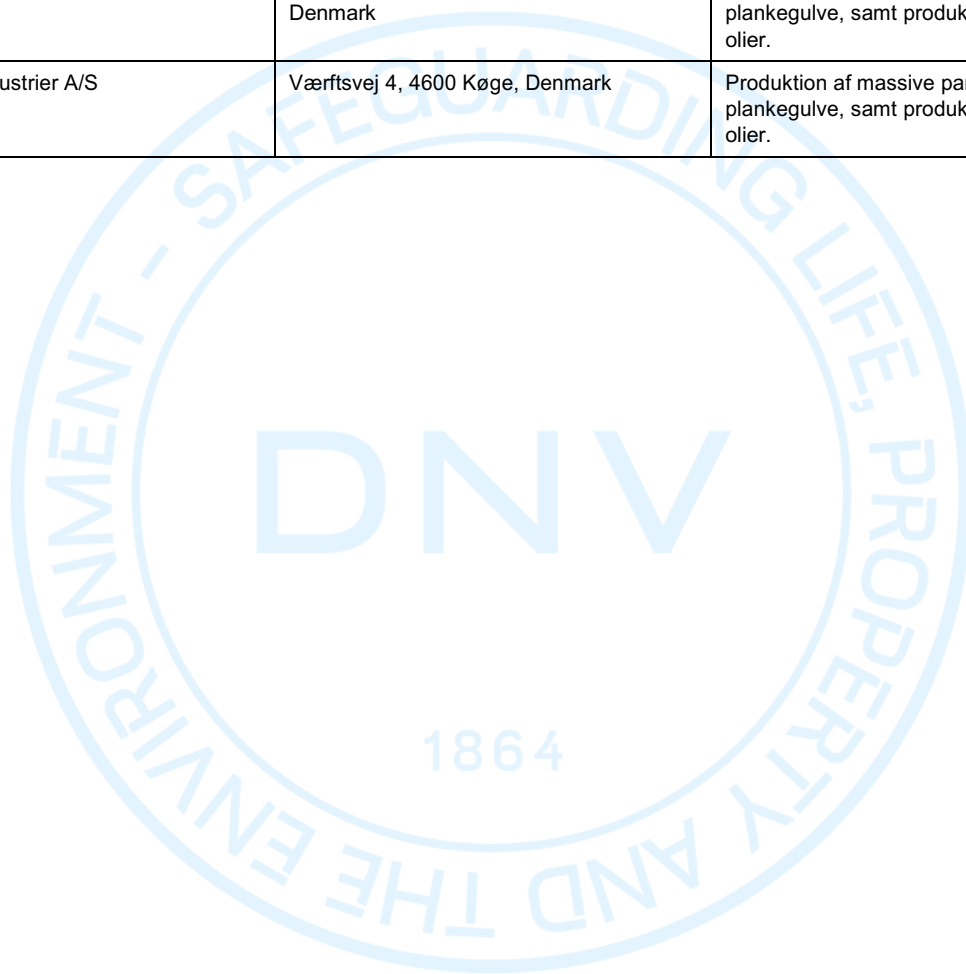 Denmark
plankegulve, samt produk
olier.
ustrier A/S
Værftsvej 4, 4600 Køge, Denmark
Produktion af massive par
plankegulve, samt produk
olier.
SAFEGUARDING LIFE, PROPERTY AND THE ENVIRONMENT -
DNV
1864